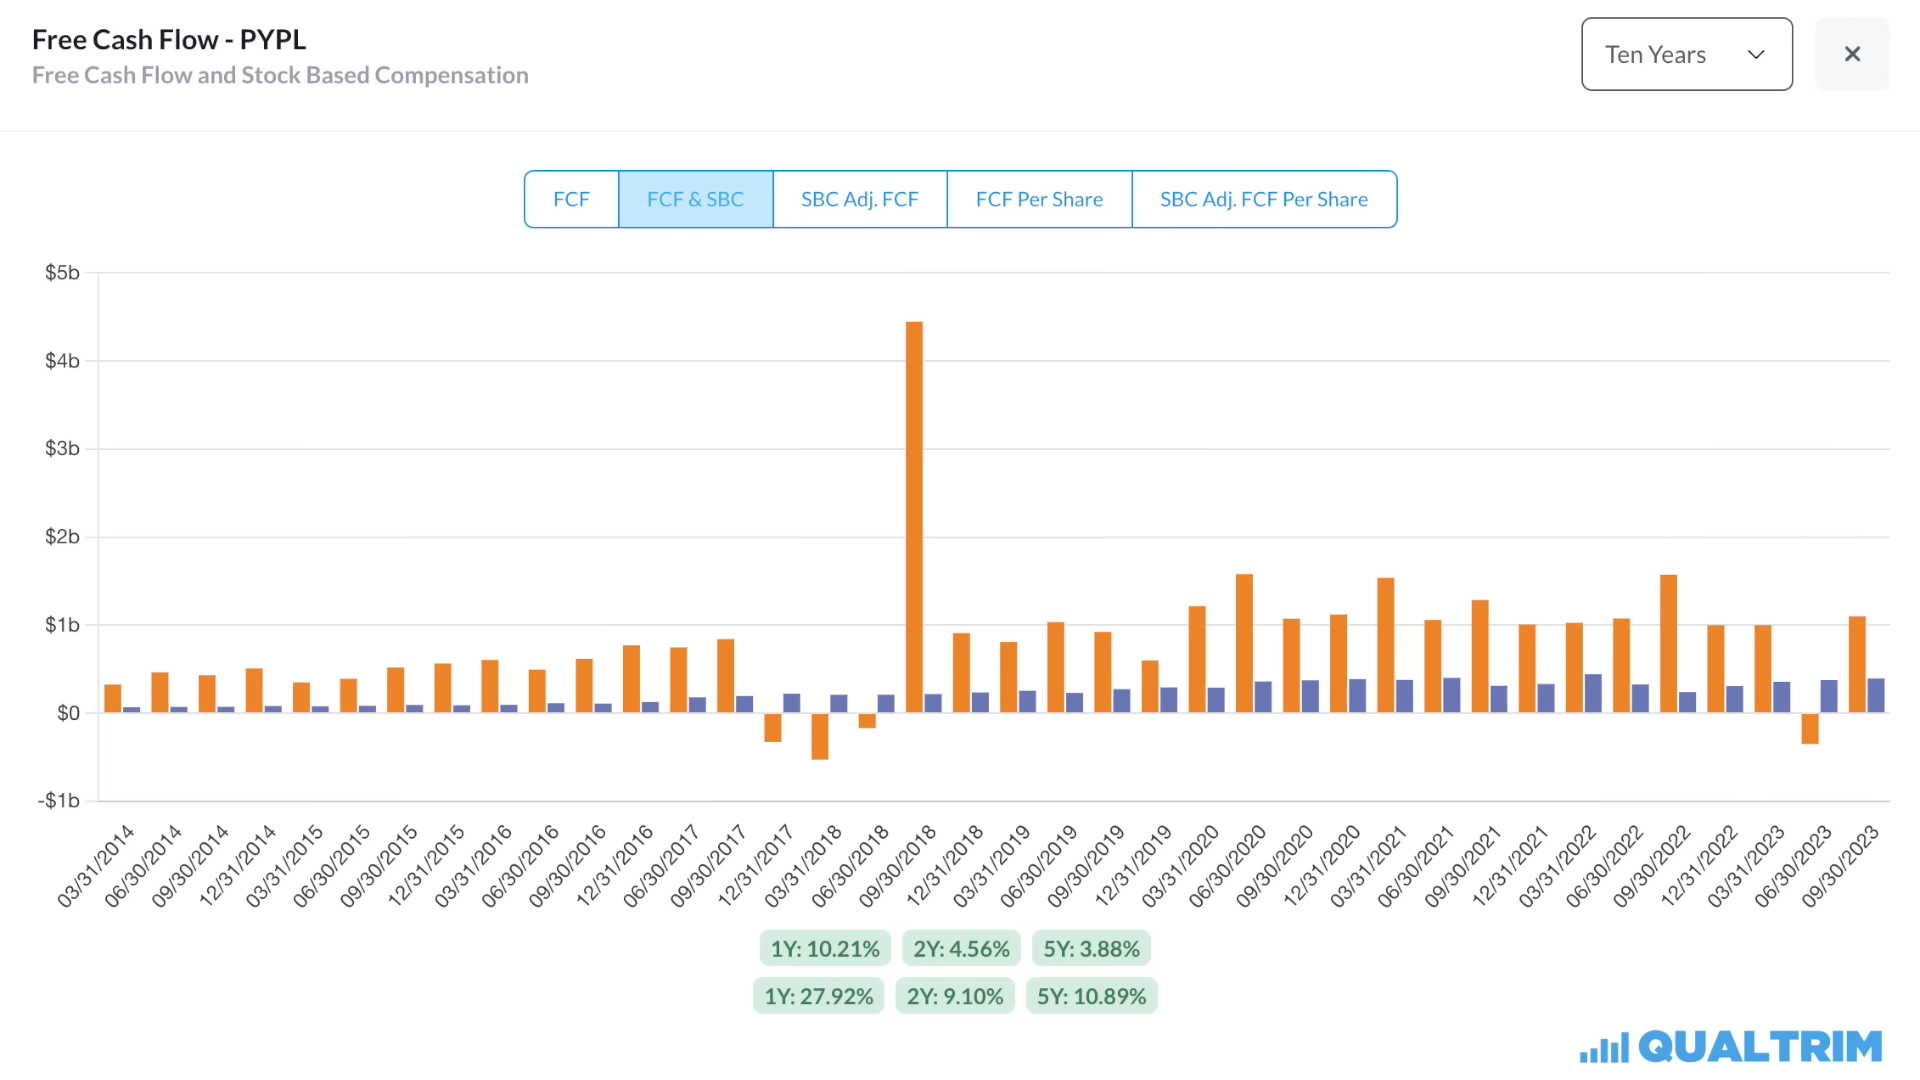 Free Cash Flow - PYPL
Free Cash Flow and Stock Based Compensation
Ten Years
FCF
FCF & SBC
SBC Adj. FCF
FCF Per Share
SBC Adj. FCF Per Share
$5b
$4b
$3b
$2b
$1b
$0
-$1b
03/31/2014
06/30/2014
09/30/2014
12/31/2014
03/31/2015
06/30/2015
09/30/2015
12/31/2015
03/31/2016
06/30/2016
09/30/2016
12/31/2016
06/30/2017
09/30/2017
12/31/2017
03/31/2018
06/30/2018
09/30/2018
12/31/2018
03/31/2019
06/30/2019
09/30/2019
12/31/2019
03/31/2020
06/30/2020
09/30/2020
12/31/2020
03/31/2021
06/30/2021
09/30/2021
12/31/2021
03/31/2022
06/30/2022
09/30/2022
12/31/2022
03/31/2023
06/30/2023
09/30/2023
1Y: 10.21%
2Y: 4.56%
5Y: 3.88%
1Y: 27.92%
2Y: 9.10%
5Y: 10.89%
QUALTRIM